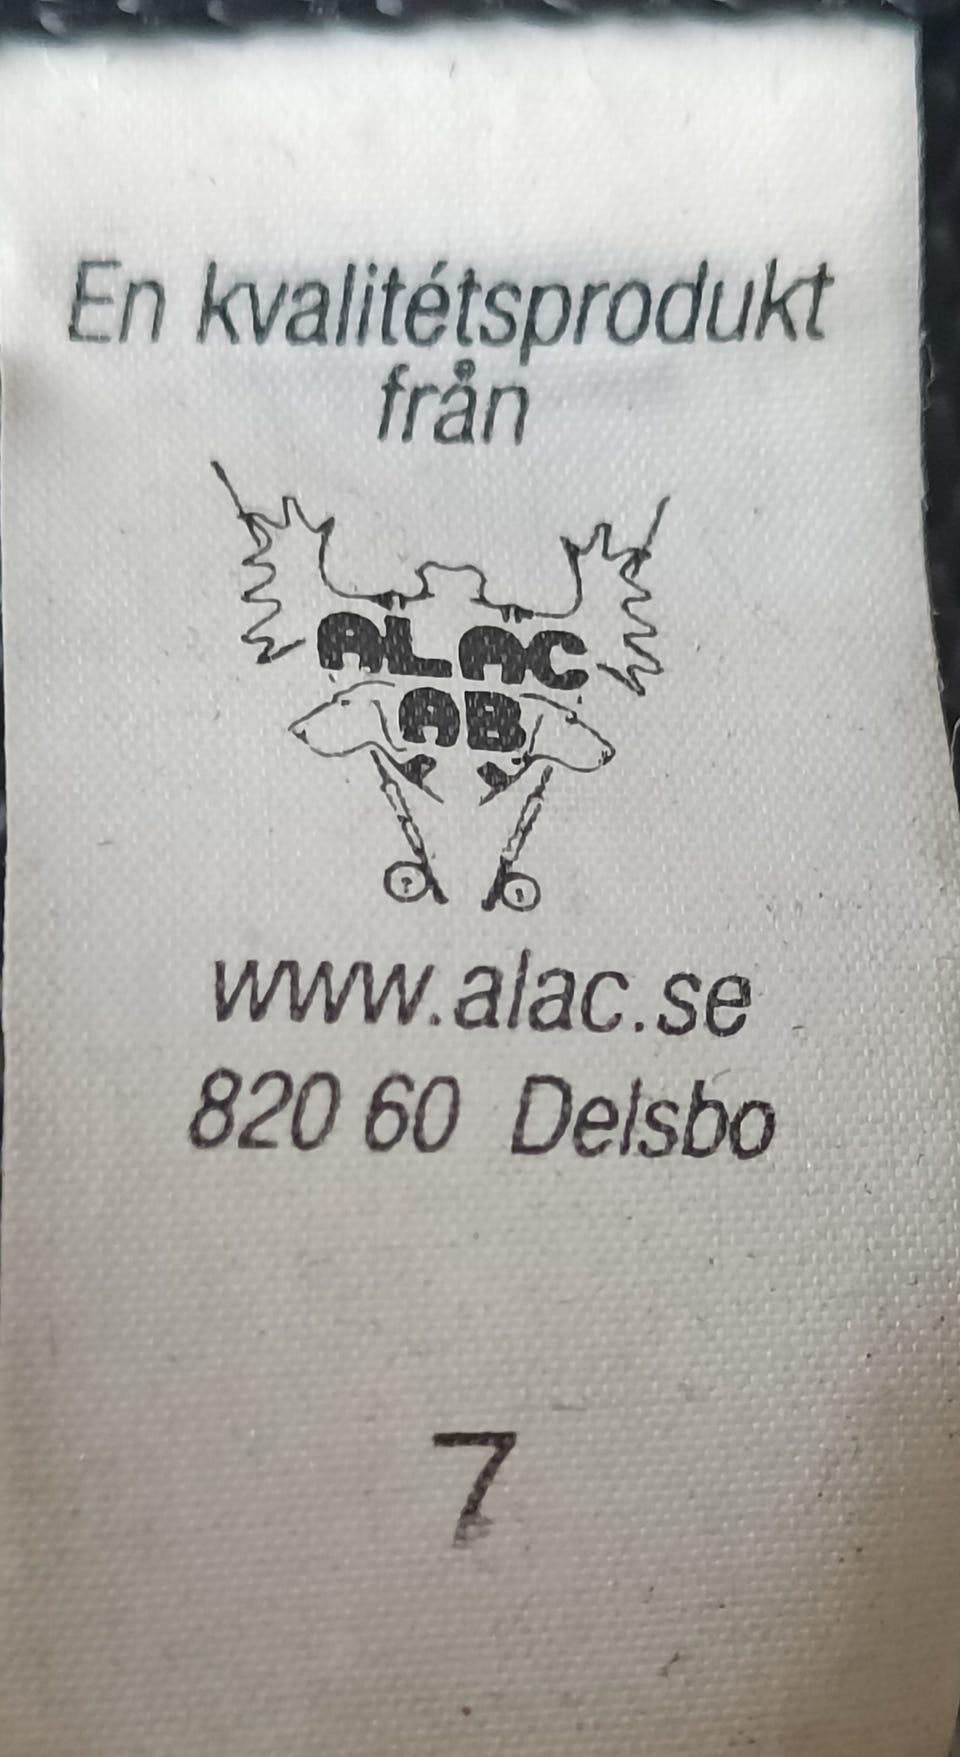 En kvalitétsprodukt
från
ALAC
AB
www.alac.se
820 60 Delsbo
7